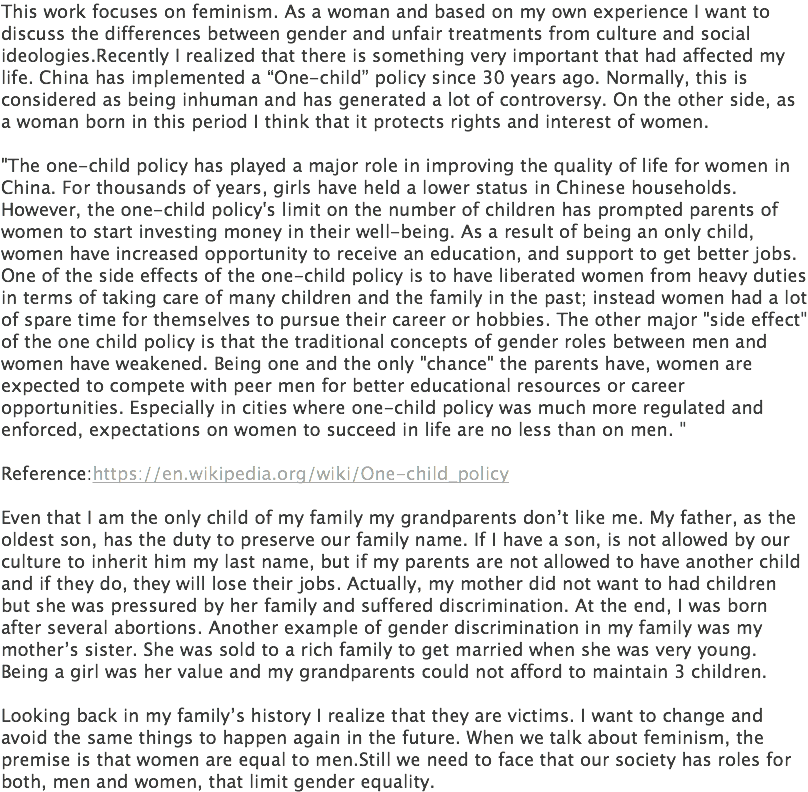 This work focuses on feminism. As a woman and based on my own experience I want to
discuss the differences between gender and unfair treatments from culture and social
ideologies.Recently I realized that there is something very important that had affected my
life. China has implemented a “One-child” policy since 30 years ago. Normally, this is
considered as being inhuman and has generated a lot of controversy. On the other side, as
a woman born in this period I think that it protects rights and interest of women.

"The one-child policy has played a major role in improving the quality of life for women in
China. For thousands of years, girls have held a lower status in Chinese households.
However, the one-child policy's limit on the number of children has prompted parents of
women to start investing money in their well-being. As a result of being an only child,
women have increased opportunity to receive an education, and support to get better jobs.
One of the side effects of the one-child policy is to have liberated women from heavy duties
in terms of taking care of many children and the family in the past; instead women had a lot
of spare time for themselves to pursue their career or hobbies. The other major "side effect"
of the one child policy is that the traditional concepts of gender roles between men and
women have weakened. Being one and the only "chance" the parents have, women are
expected to compete with peer men for better educational resources or career
opportunities. Especially in cities where one-child policy was much more regulated and
enforced, expectations on women to succeed in life are no less than on men. "

Reference:https://en.wikipedia.org/wiki/One-child_policy

Even that I am the only child of my family my grandparents don’t like me. My father, as the
oldest son, has the duty to preserve our family name. If I have a son, is not allowed by our
culture to inherit him my last name, but if my parents are not allowed to have another child
and if they do, they will lose their jobs. Actually, my mother did not want to had children
but she was pressured by her family and suffered discrimination. At the end, I was born
after several abortions. Another example of gender discrimination in my family was my
mother’s sister. She was sold to a rich family to get married when she was very young.
Being a girl was her value and my grandparents could not afford to maintain 3 children.

Looking back in my family’s history I realize that they are victims. I want to change and
avoid the same things to happen again in the future. When we talk about feminism, the
premise is that women are equal to men.Still we need to face that our society has roles for
both, men and women, that limit gender equality.